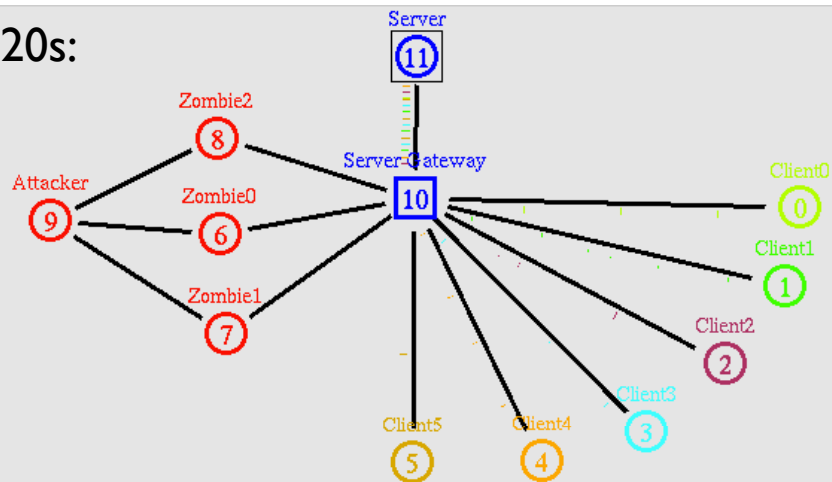 20s:
Server
11
Zombie2
8
Server Gateway
10
Attacker
9
Zombie0
6
Client0
0
Client1
1
Zombie1
7
Client2
2
Client3
3
Client5
5
Client4
4